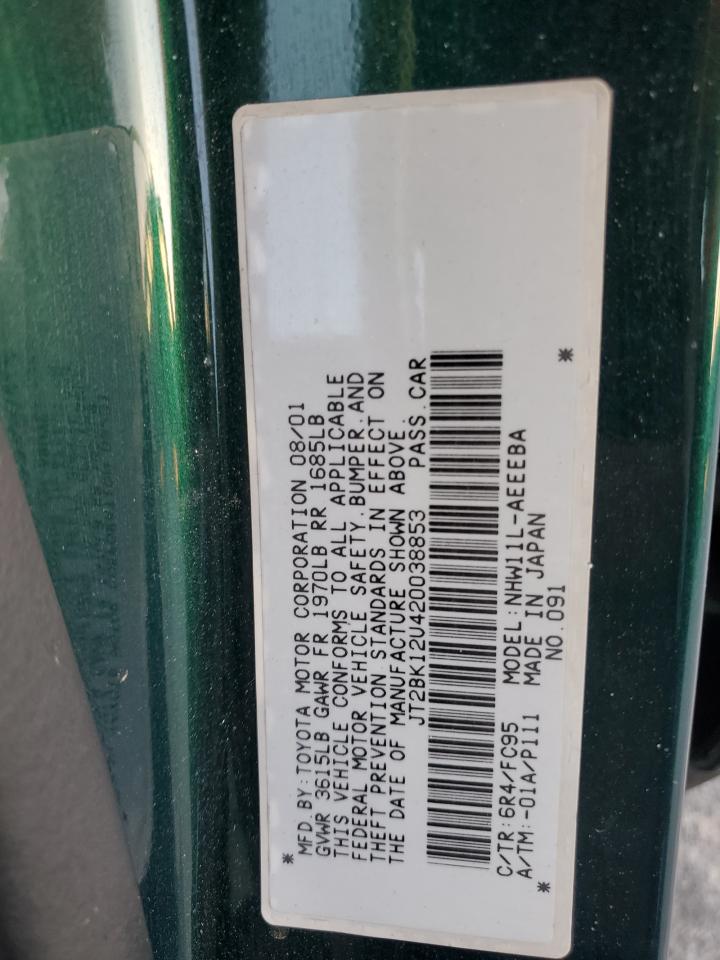 MFD. BY: TOYOTA MOTOR CORPORATION 08/01
GVWR 3615LB GAWR FR 1970LB RR 1685LB
THIS VEHICLE CONFORMS TO ALL APPLICABLE
FEDERAL MOTOR VEHICLE SAFETY, BUMPER, AND
THEFT PREVENTION STANDARDS IN EFFECT ON
THE DATE OF MANUFACTURE SHOWN ABOVE.
JT2BK12U420038853 PASS. CAR
C/TR:6R4/FC95 MODEL:NHW11L-AEEEBA
A/TM:-01A/P111 MADE IN JAPAN
NO.091